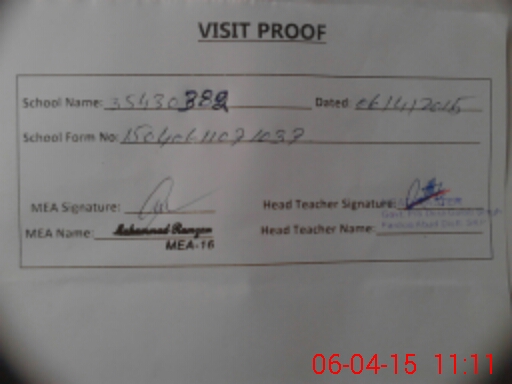 VISIT PROOF
School Name: 35430382 Dated 06/4/2015
School Form No: 15040611071037
MEA Signature: Head Teacher Signature:
MEA Name: Muhammad Ramzan Head Teacher Name:
MEA-16
06-04-15 11:11